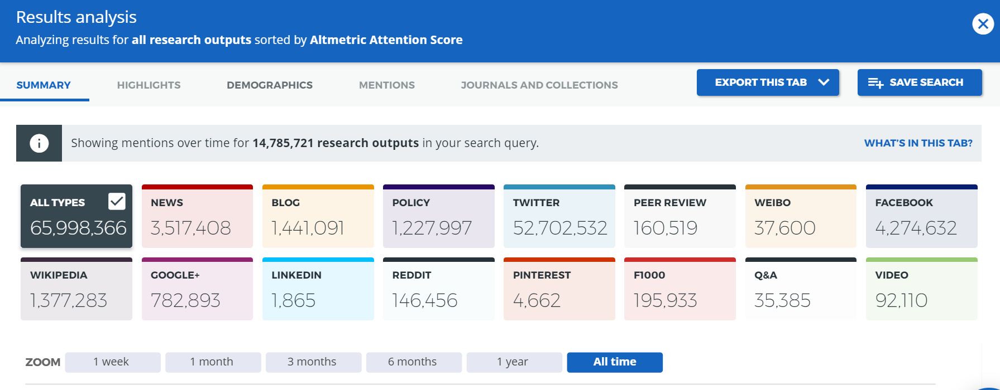 Results analysis
Analyzing results for all research outputs sorted by Altmetric Attention Score
SUMMARY HIGHLIGHTS DEMOGRAPHICS MENTIONS JOURNALS AND COLLECTIONS EXPORT THIS TAB SAVE SEARCH
Showing mentions over time for 14,785,721 research outputs in your search query. WHAT'S IN THIS TAB?
ALL TYPES
65,998,366
NEWS
3,517,408
BLOG
1,441,091
POLICY
1,227,997
TWITTER
52,702,532
PEER REVIEW
160,519
WEIBO
37,600
FACEBOOK
4,274,632
WIKIPEDIA
1,377,283
GOOGLE+
782,893
LINKEDIN
1,865
REDDIT
146,456
PINTEREST
4,662
F1000
195,933
Q&A
35,385
VIDEO
92,110
ZOOM 1 week 1 month 3 months 6 months 1 year All time